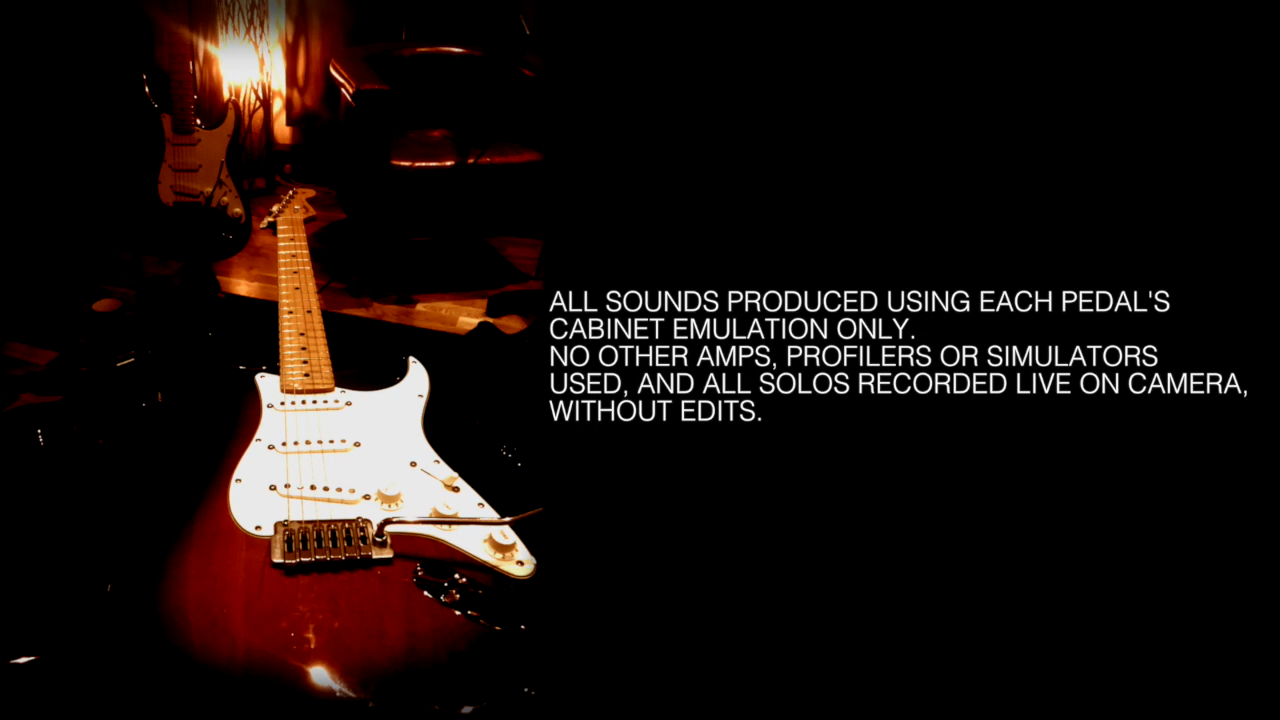 ALL SOUNDS PRODUCED USING EACH PEDAL'S
CABINET EMULATION ONLY.
NO OTHER AMPS, PROFILERS OR SIMULATORS
USED, AND ALL SOLOS RECORDED LIVE ON CAMERA,
WITHOUT EDITS.